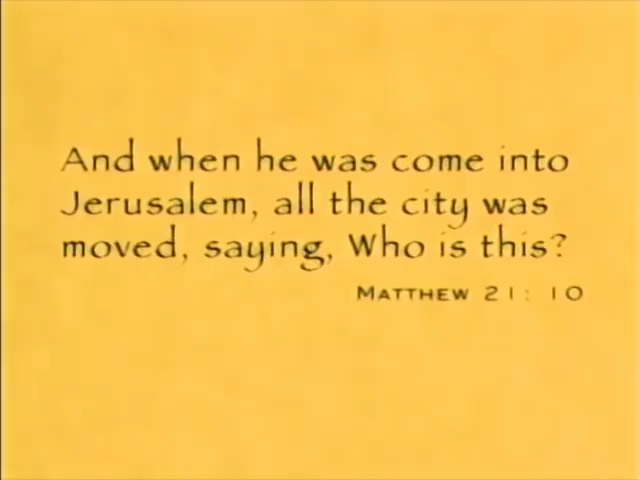 And when he was come into
Jerusalem, all the city was
moved, saying, Who is this?
MATTHEW 21: 10